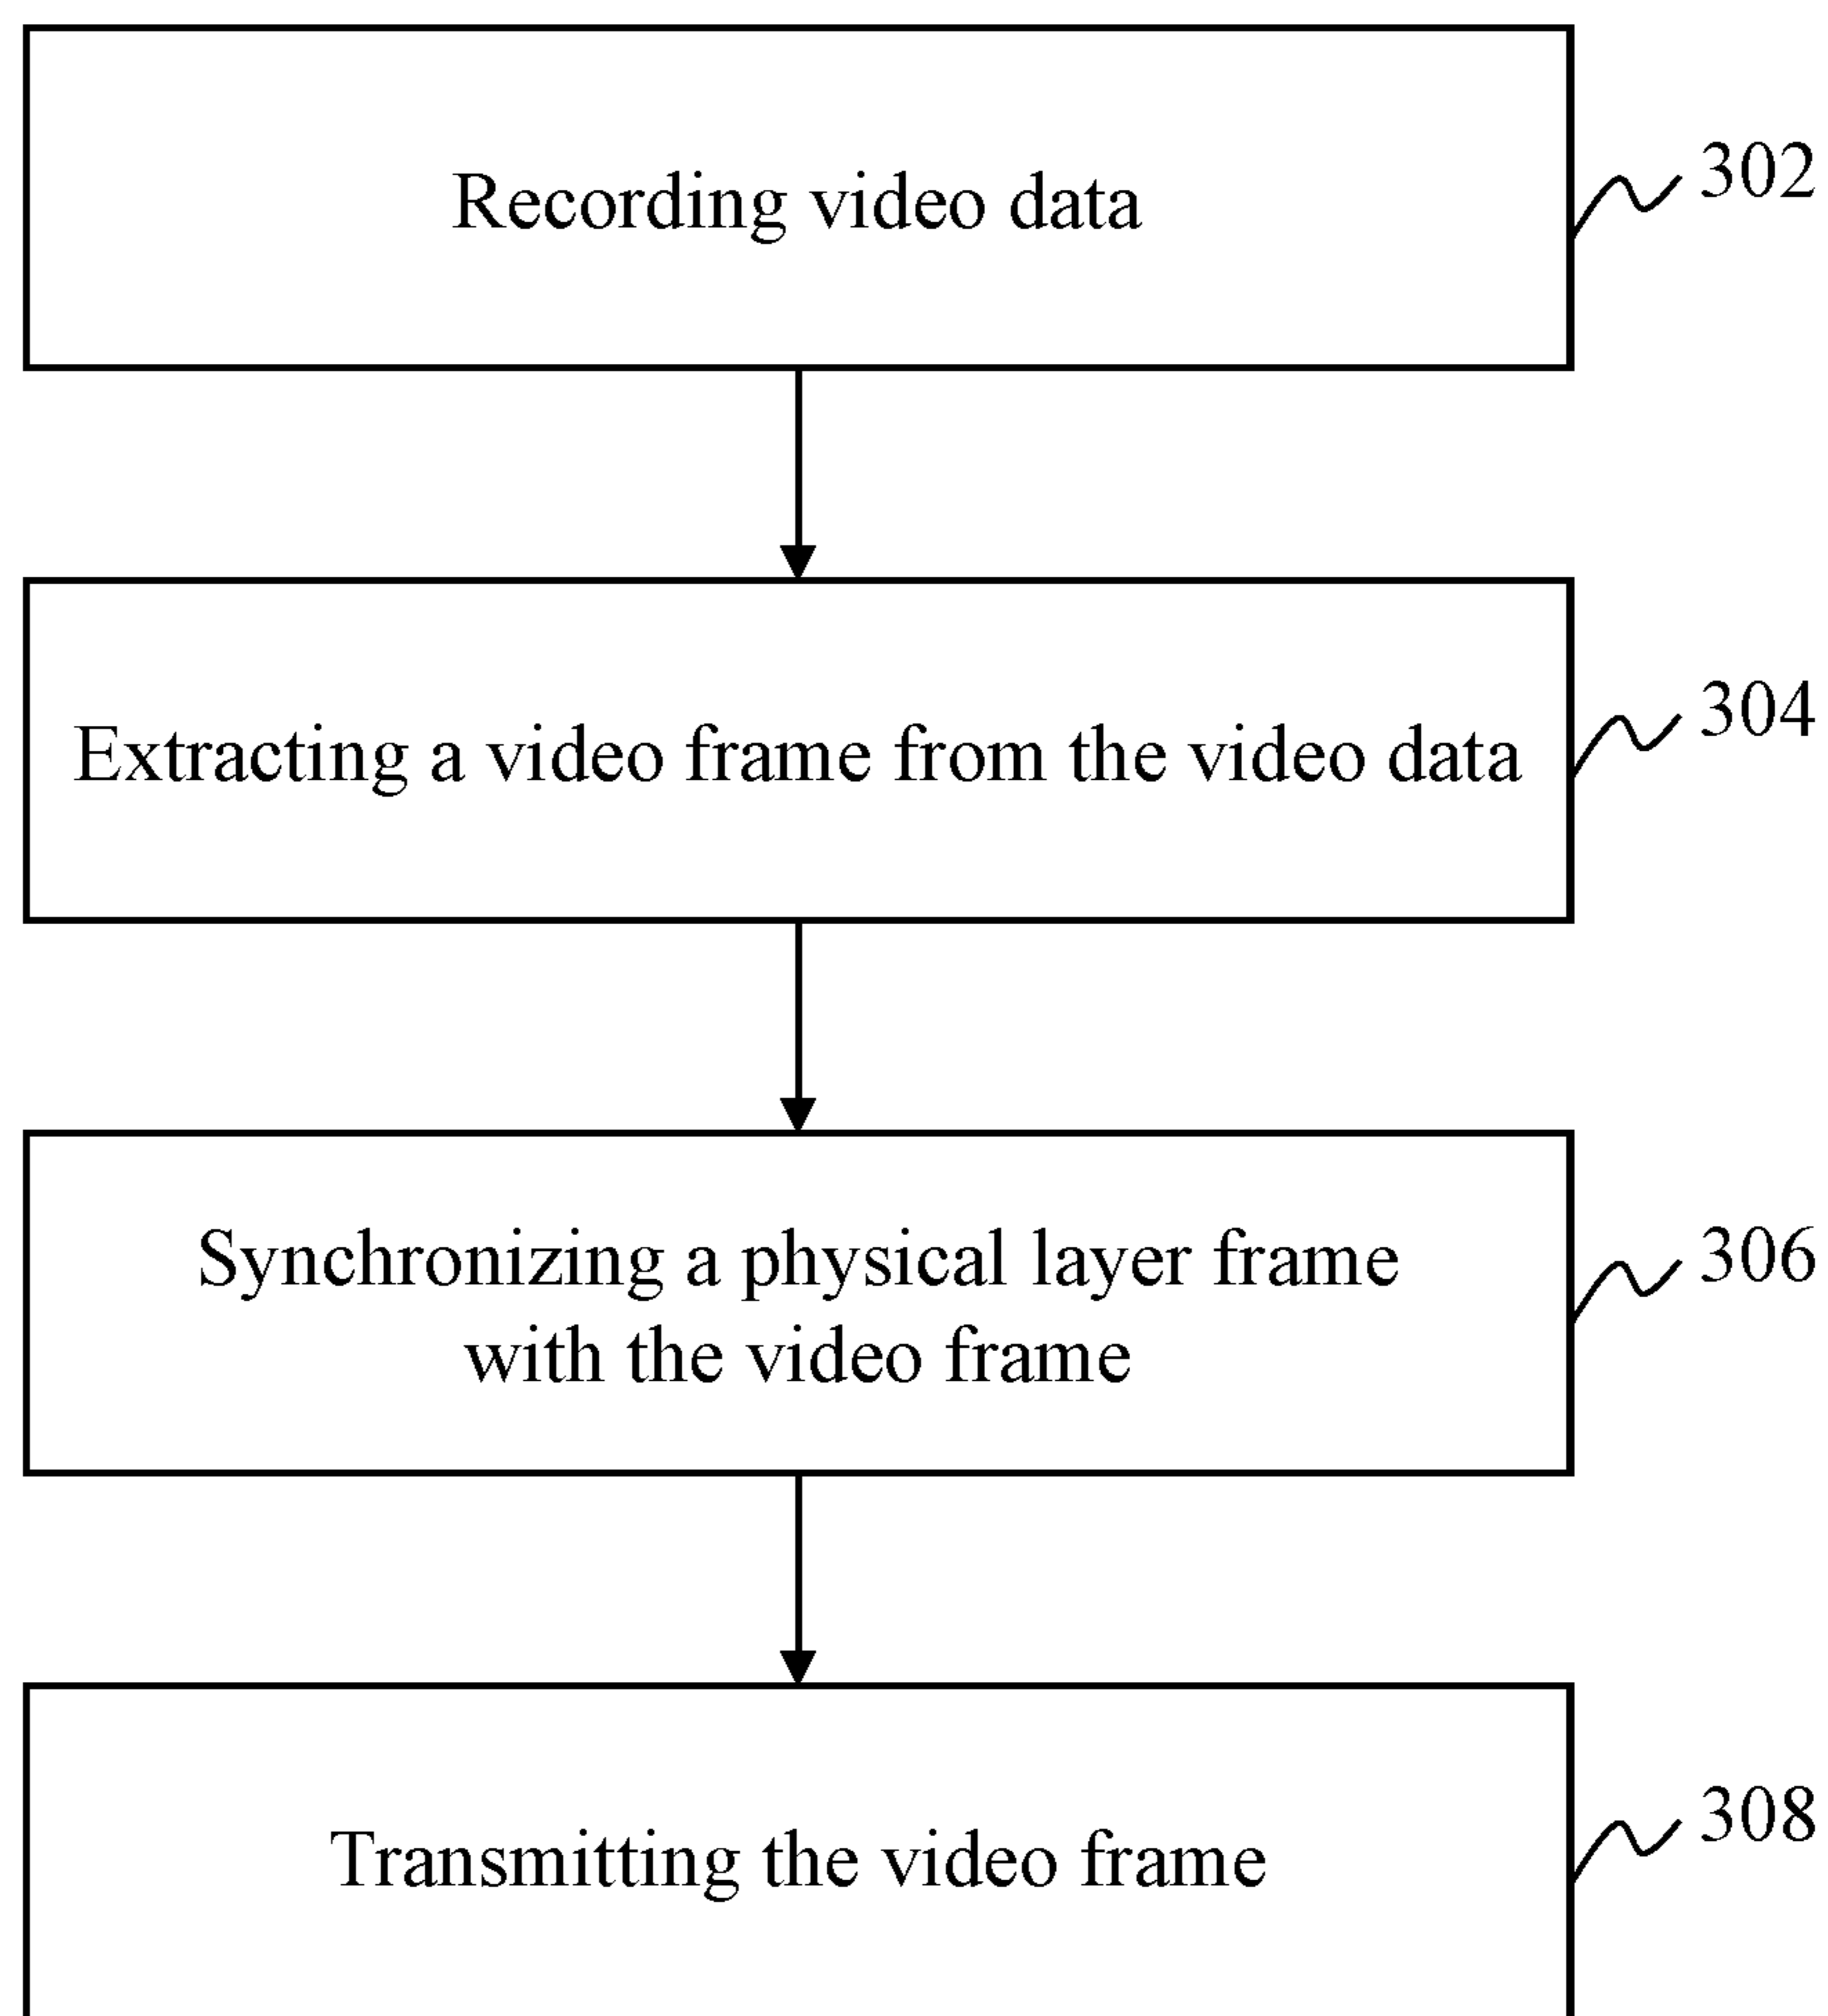 Recording video data
302
Extracting a video frame from the video data
304
Synchronizing a physical layer frame
with the video frame
306
Transmitting the video frame
308